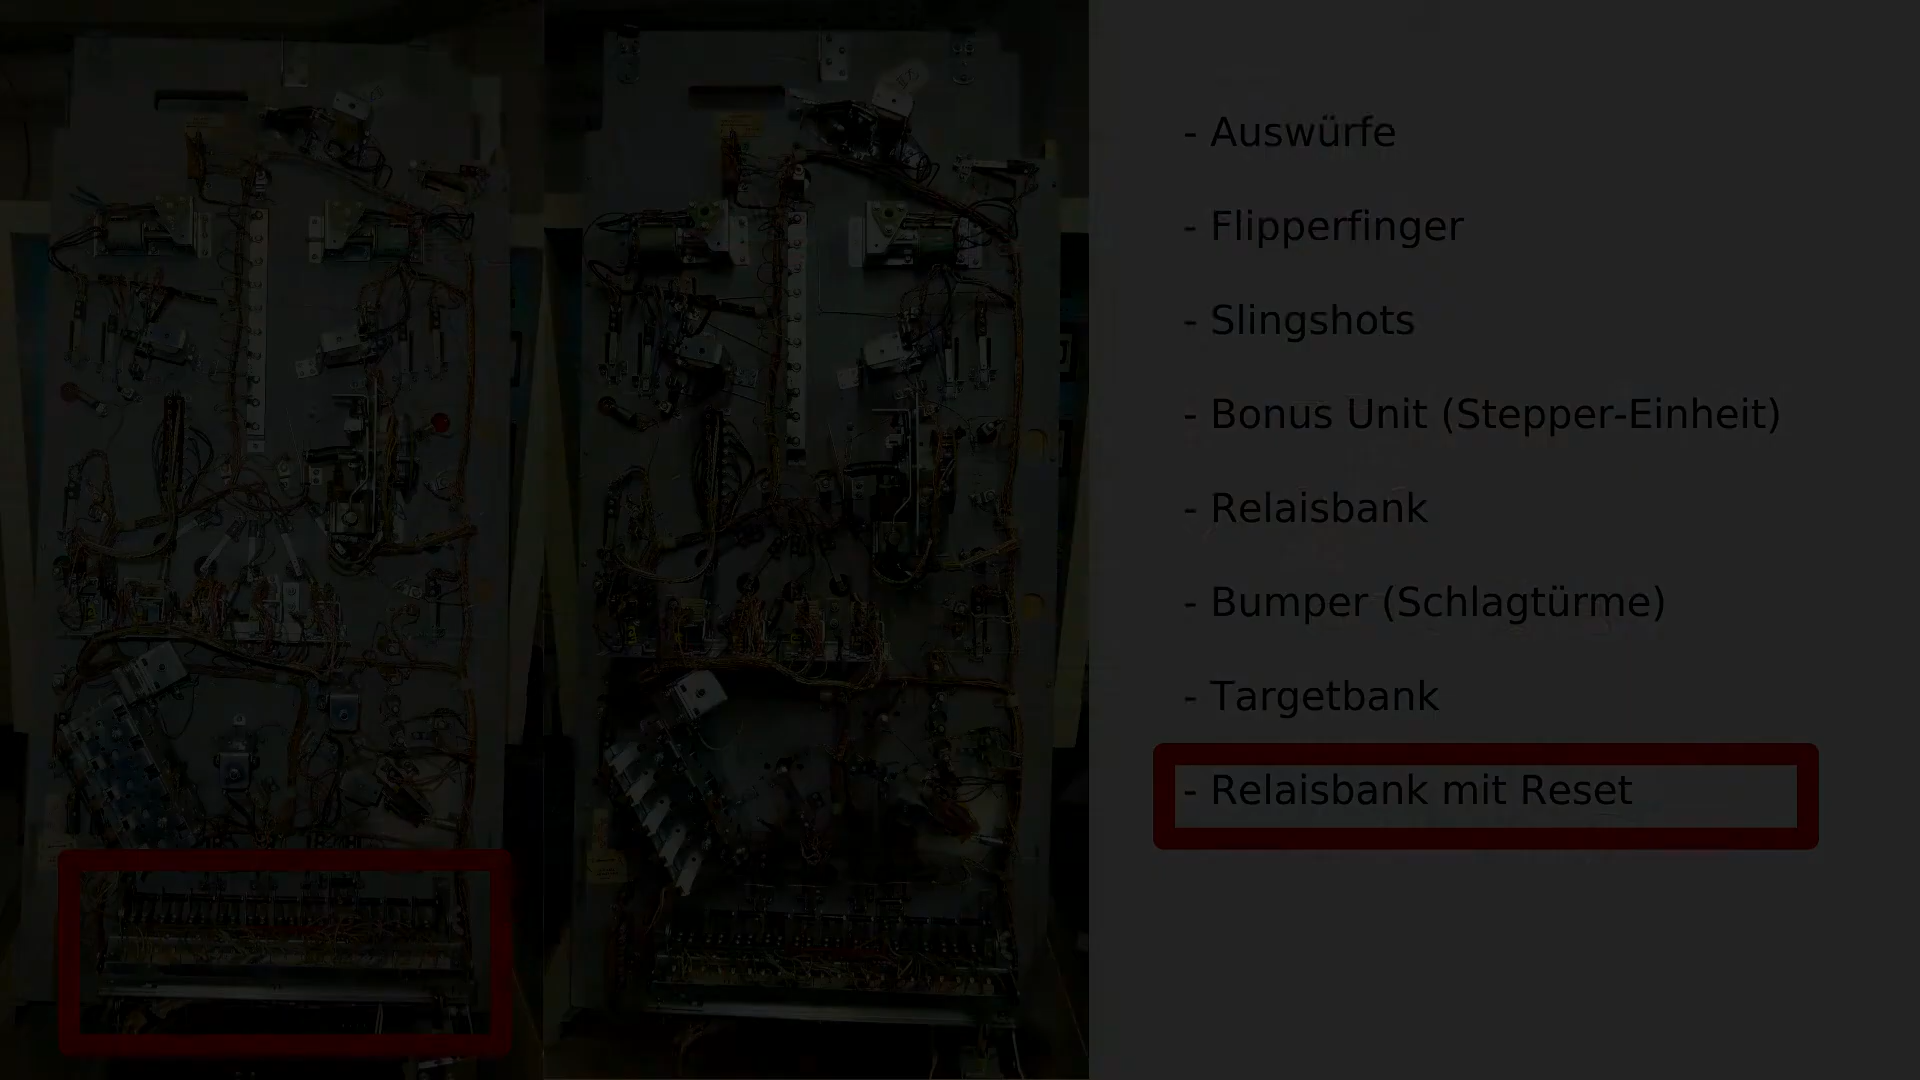 - Auswürfe
- Flipperfinger
- Slingshots
- Bonus Unit (Stepper-Einheit)
- Relaisbank
- Bumper (Schlagtürme)
- Targetbank
- Relaisbank mit Reset